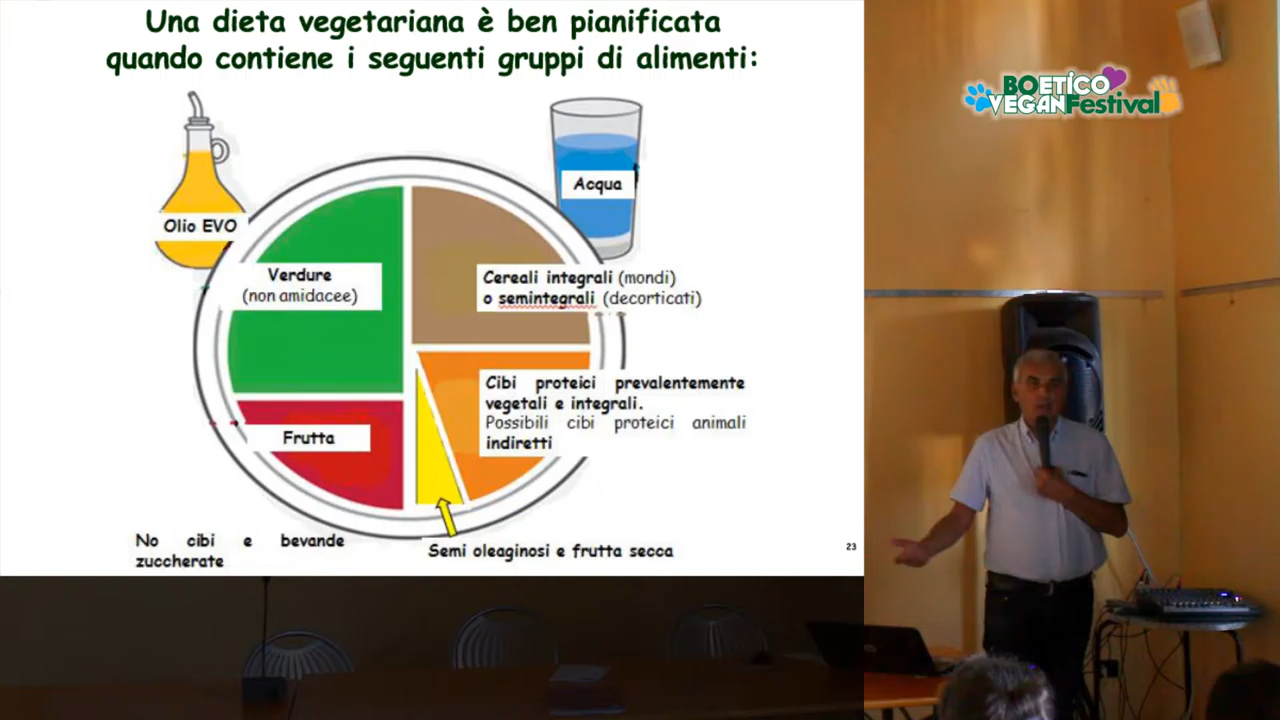 Una dieta vegetariana è ben pianificata
quando contiene i seguenti gruppi di alimenti:
BOETICO
VEGANFestival
Acqua
Olio EVO
Verdure
(non amidacee)
Cereali integrali (mondi)
o semintegrali (decorticati)
Cibi proteici prevalentemente
vegetali e integrali.
Possibili cibi proteici animali
indiretti
Frutta
No cibi e bevande
zuccherate
Semi oleaginosi e frutta secca
23